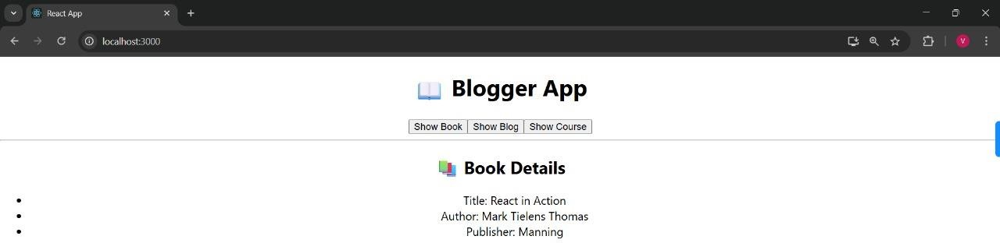 React App
localhost:3000
V
📖 Blogger App
Show Book Show Blog Show Course
📚 Book Details
• Title: React in Action
• Author: Mark Tielens Thomas
• Publisher: Manning